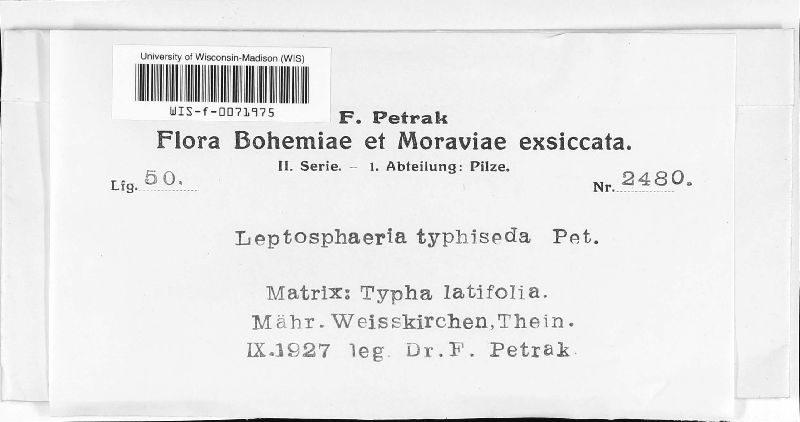 University of Wisconsin-Madison (WIS)
WIS-f-0071975
F. Petrak
Flora Bohemiae et Moraviae exsiccata.
II. Serie. – 1. Abteilung: Pilze.
Lfg. 50.
Nr. 2480.
Leptosphaeria typhiseda Pet.
Matrix: Typha latifolia.
Mähr. Weisskirchen, Thein.
IX.1927 leg. Dr. F. Petrak.